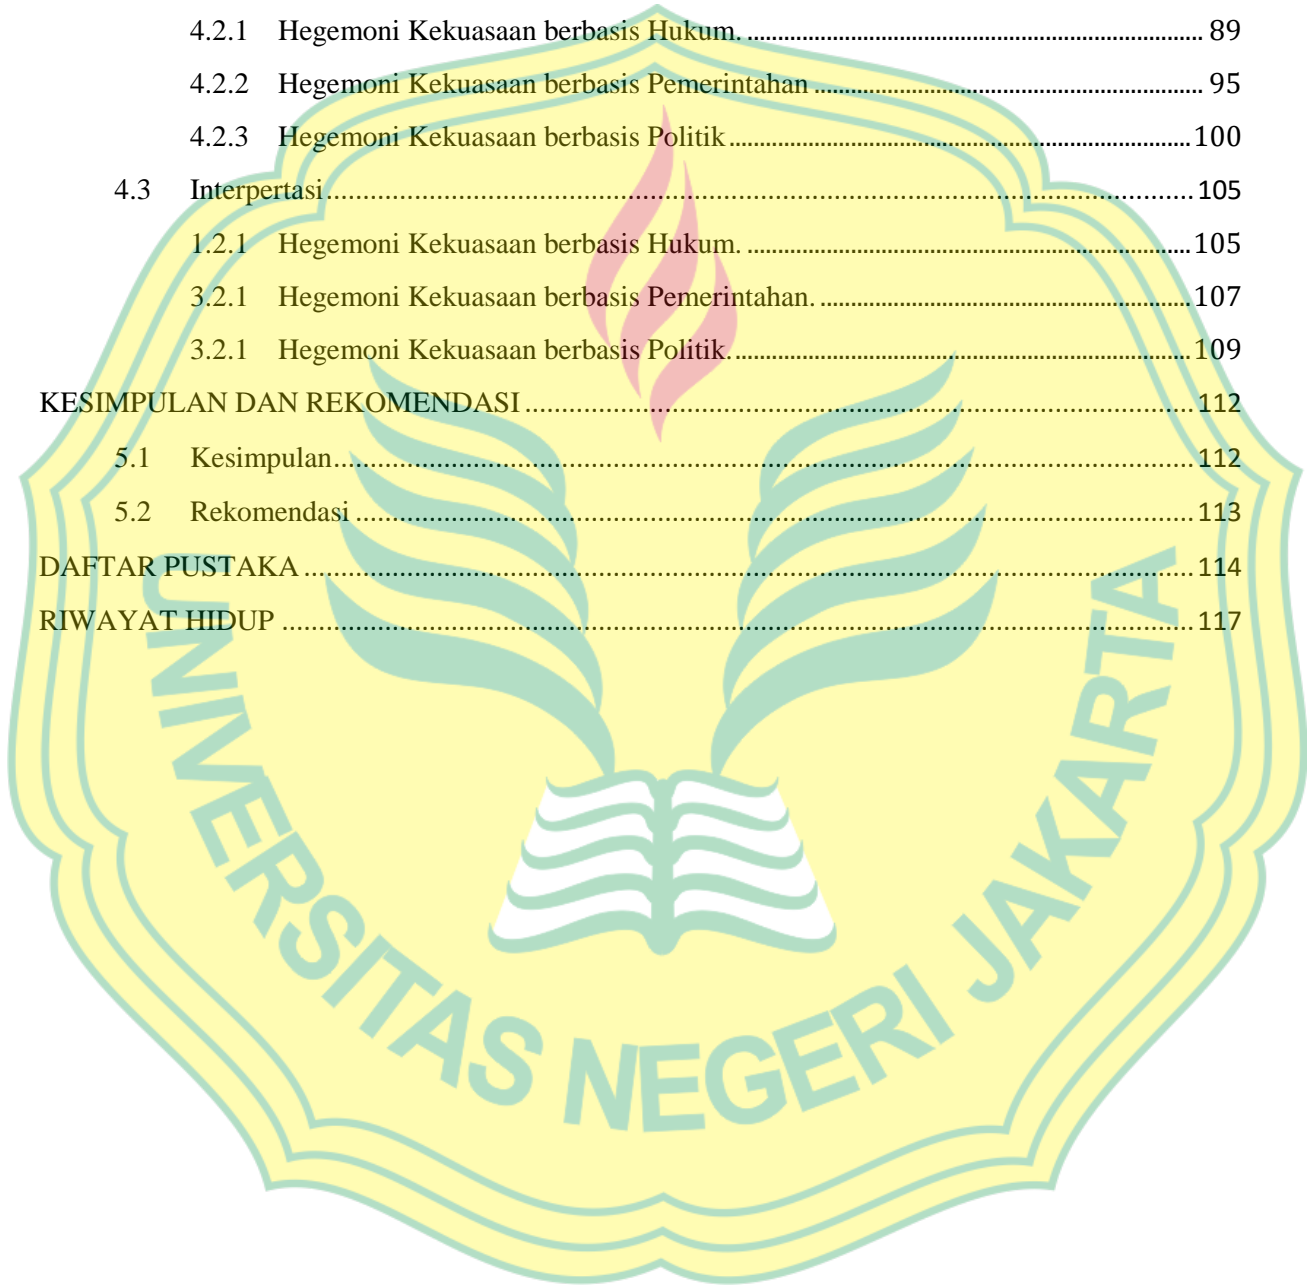 4.2.1 Hegemoni Kekuasaan berbasis Hukum. ........ 89
4.2.2 Hegemoni Kekuasaan berbasis Pemerintahan ........ 95
4.2.3 Hegemoni Kekuasaan berbasis Politik ........ 100
4.3 Interpertasi ........ 105
1.2.1 Hegemoni Kekuasaan berbasis Hukum. ........ 105
3.2.1 Hegemoni Kekuasaan berbasis Pemerintahan. ........ 107
3.2.1 Hegemoni Kekuasaan berbasis Politik. ........ 109
KESIMPULAN DAN REKOMENDASI ........ 112
5.1 Kesimpulan ........ 112
5.2 Rekomendasi ........ 113
DAFTAR PUSTAKA ........ 114
RIWAYAT HIDUP ........ 117
UNIVERSITAS NEGERI JAKARTA